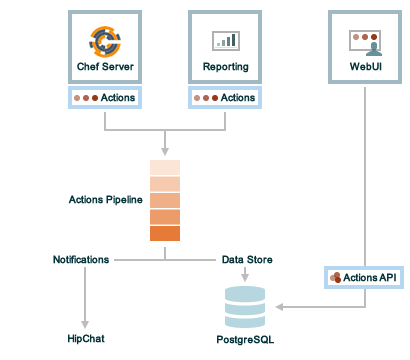 Chef Server
Reporting
WebUI
Actions
Actions
Actions Pipeline
Notifications
Data Store
Actions API
HipChat
PostgreSQL